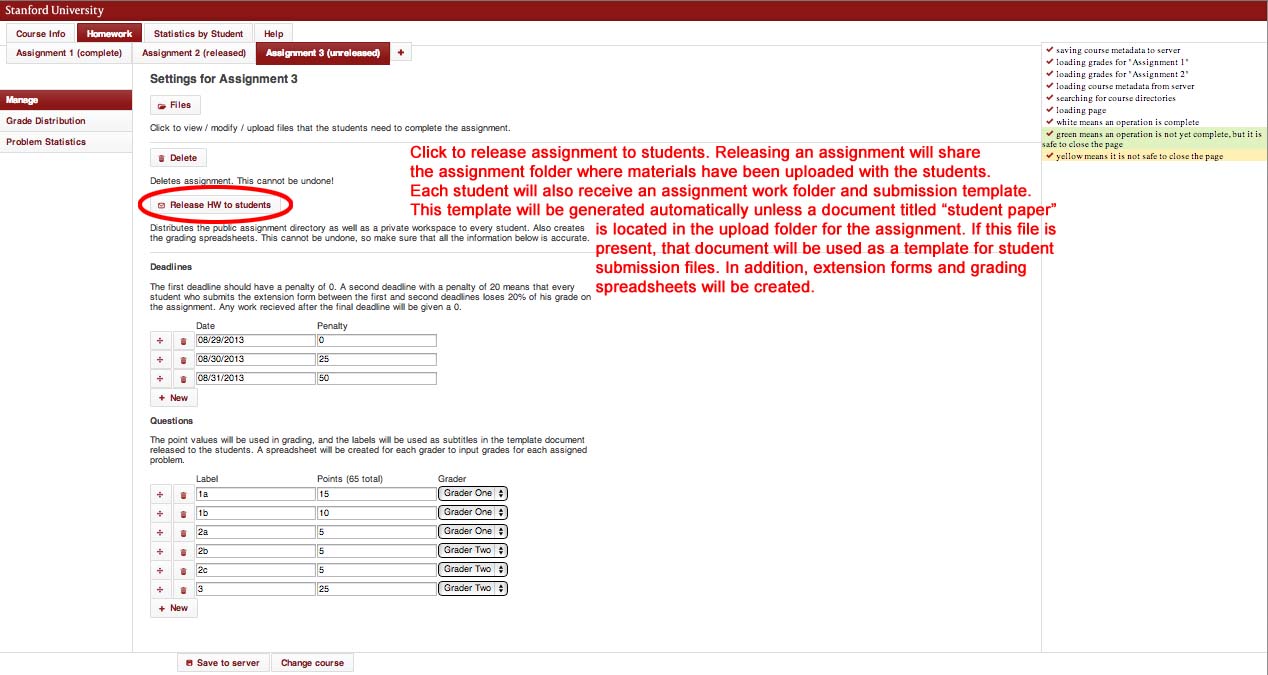 Stanford University
Course Info Homework Statistics by Student Help
Assignment 1 (complete) Assignment 2 (released) Assignment 3 (unreleased) +
Manage
Grade Distribution
Problem Statistics
Settings for Assignment 3
Files
Click to view / modify / upload files that the students need to complete the assignment.
Delete
Deletes assignment. This cannot be undone!
Release HW to students
Distributes the public assignment directory as well as a private workspace to every student. Also creates
the grading spreadsheets. This cannot be undone, so make sure that all the information below is accurate.
Click to release assignment to students. Releasing an assignment will share
the assignment folder where materials have been uploaded with the students.
Each student will also receive an assignment work folder and submission template.
This template will be generated automatically unless a document titled “student paper”
is located in the upload folder for the assignment. If this file is
present, that document will be used as a template for student
submission files. In addition, extension forms and grading
spreadsheets will be created.
Deadlines
The first deadline should have a penalty of 0. A second deadline with a penalty of 20 means that every
student who submits the extension form between the first and second deadlines loses 20% of his grade on
the assignment. Any work recieved after the final deadline will be given a 0.
Date Penalty
08/29/2013 0
08/30/2013 25
08/31/2013 50
+ New
Questions
The point values will be used in grading, and the labels will be used as subtitles in the template document
released to the students. A spreadsheet will be created for each grader to input grades for each assigned
problem.
Label Points (65 total) Grader
1a 15 Grader One
1b 10 Grader One
2a 5 Grader One
2b 5 Grader Two
2c 5 Grader Two
3 25 Grader Two
+ New
Save to server Change course
saving course metadata to server
loading grades for "Assignment 1"
loading grades for "Assignment 2"
loading course metadata from server
searching for course directories
loading page
white means an operation is complete
green means an operation is not yet complete, but it is
safe to close the page
yellow means it is not safe to close the page